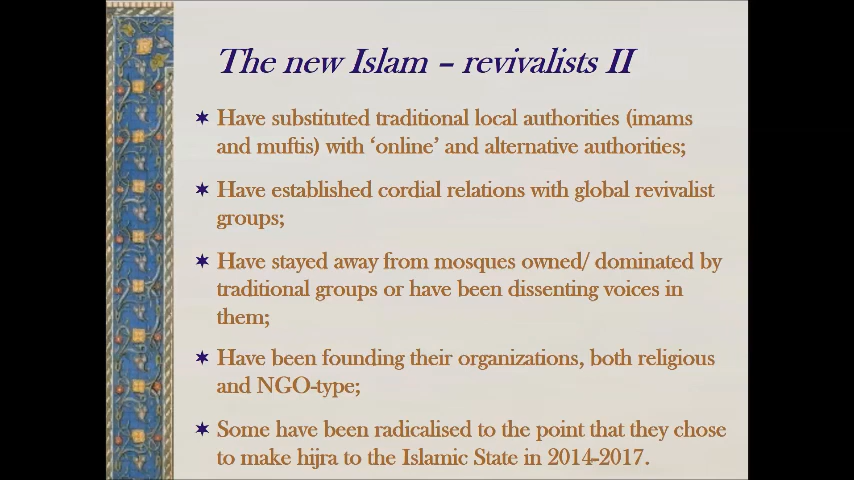 The new Islam – revivalists II
Have substituted traditional local authorities (imams
and muftis) with ‘online’ and alternative authorities;
Have established cordial relations with global revivalist
groups;
Have stayed away from mosques owned/ dominated by
traditional groups or have been dissenting voices in
them;
Have been founding their organizations, both religious
and NGO-type;
Some have been radicalised to the point that they chose
to make hijra to the Islamic State in 2014-2017.